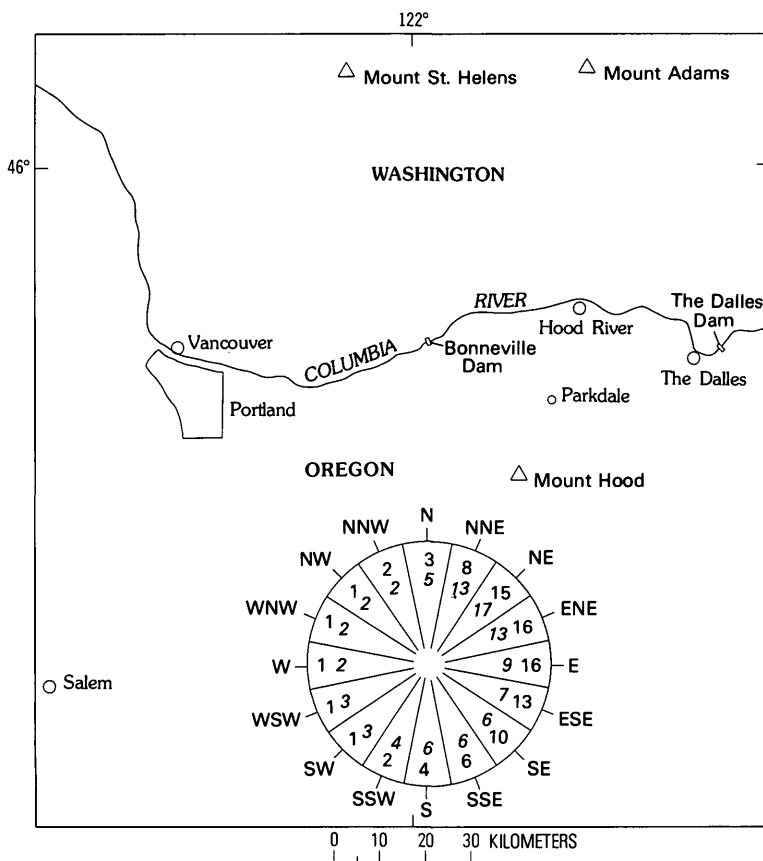 122°
Mount St. Helens
Mount Adams
46°
WASHINGTON
RIVER
The Dalles
Dam
Hood River
Vancouver
COLUMBIA
Bonneville
Dam
The Dalles
Parkdale
Portland
OREGON
Mount Hood
N
NNW
NNE
NW
NE
WNW
ENE
W
E
WSW
ESE
SW
SE
SSW
SSE
S
3
5
8
13
15
17
13 16
9 16
7 13
6
10
6
6
6
4
4
2
1 3
1 3
1 2
1 2
1 2
2
2
Salem
0 10 20 30 KILOMETERS